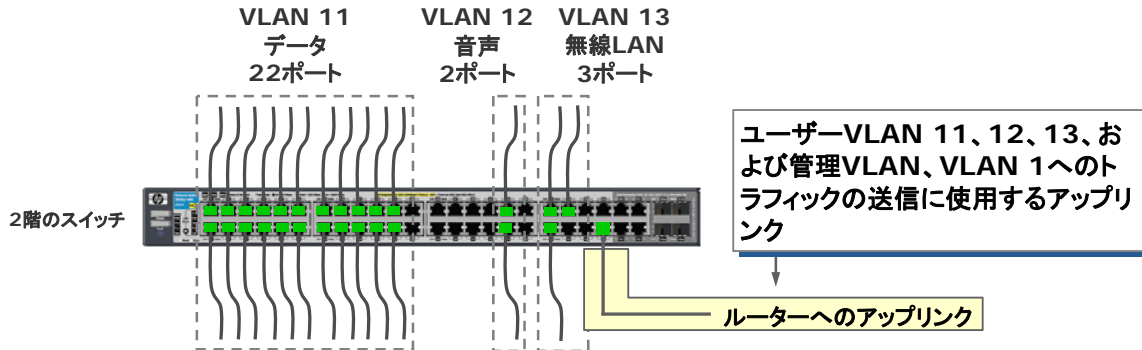 VLAN 11
データ
22ポート
VLAN 12
音声
2ポート
VLAN 13
無線LAN
3ポート
ユーザーVLAN 11、12、13、お
よび管理VLAN、VLAN 1へのト
ラフィックの送信に使用するアップリ
ンク
2階のスイッチ
ルーターへのアップリンク